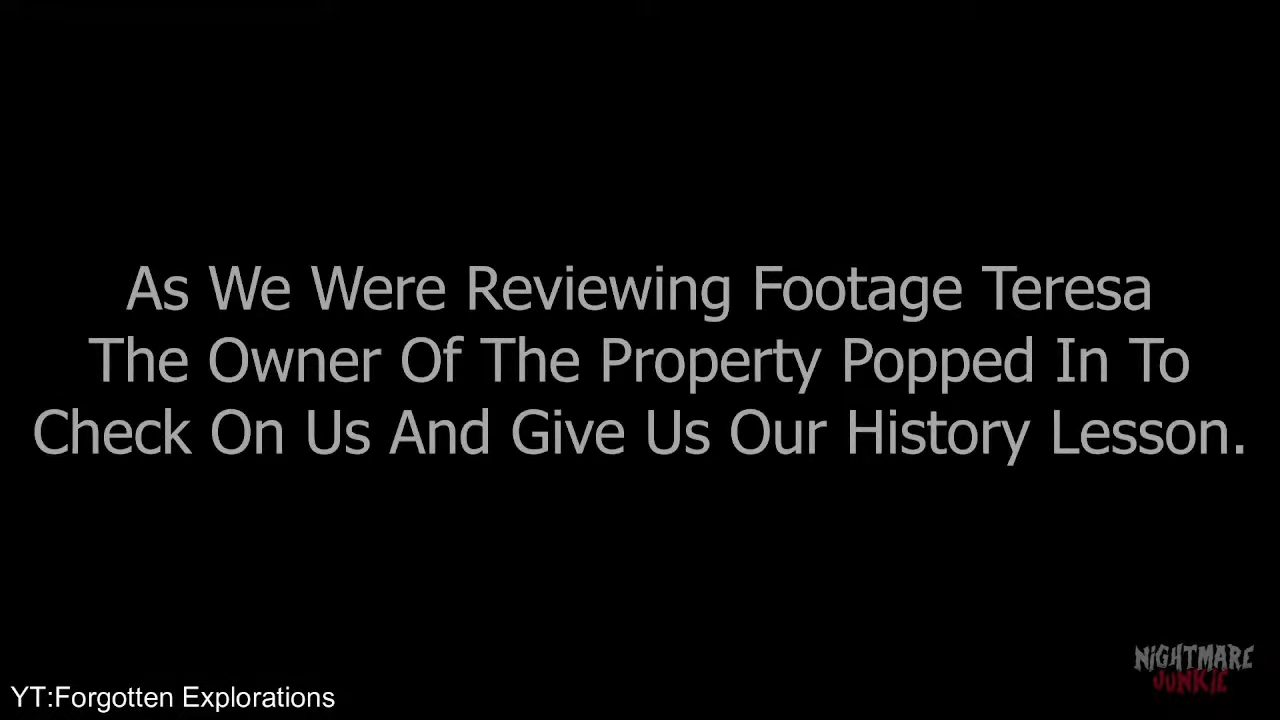 As We Were Reviewing Footage Teresa
The Owner Of The Property Popped In To
Check On Us And Give Us Our History Lesson.
NIGHTMARE
JUNKIE
YT:Forgotten Explorations